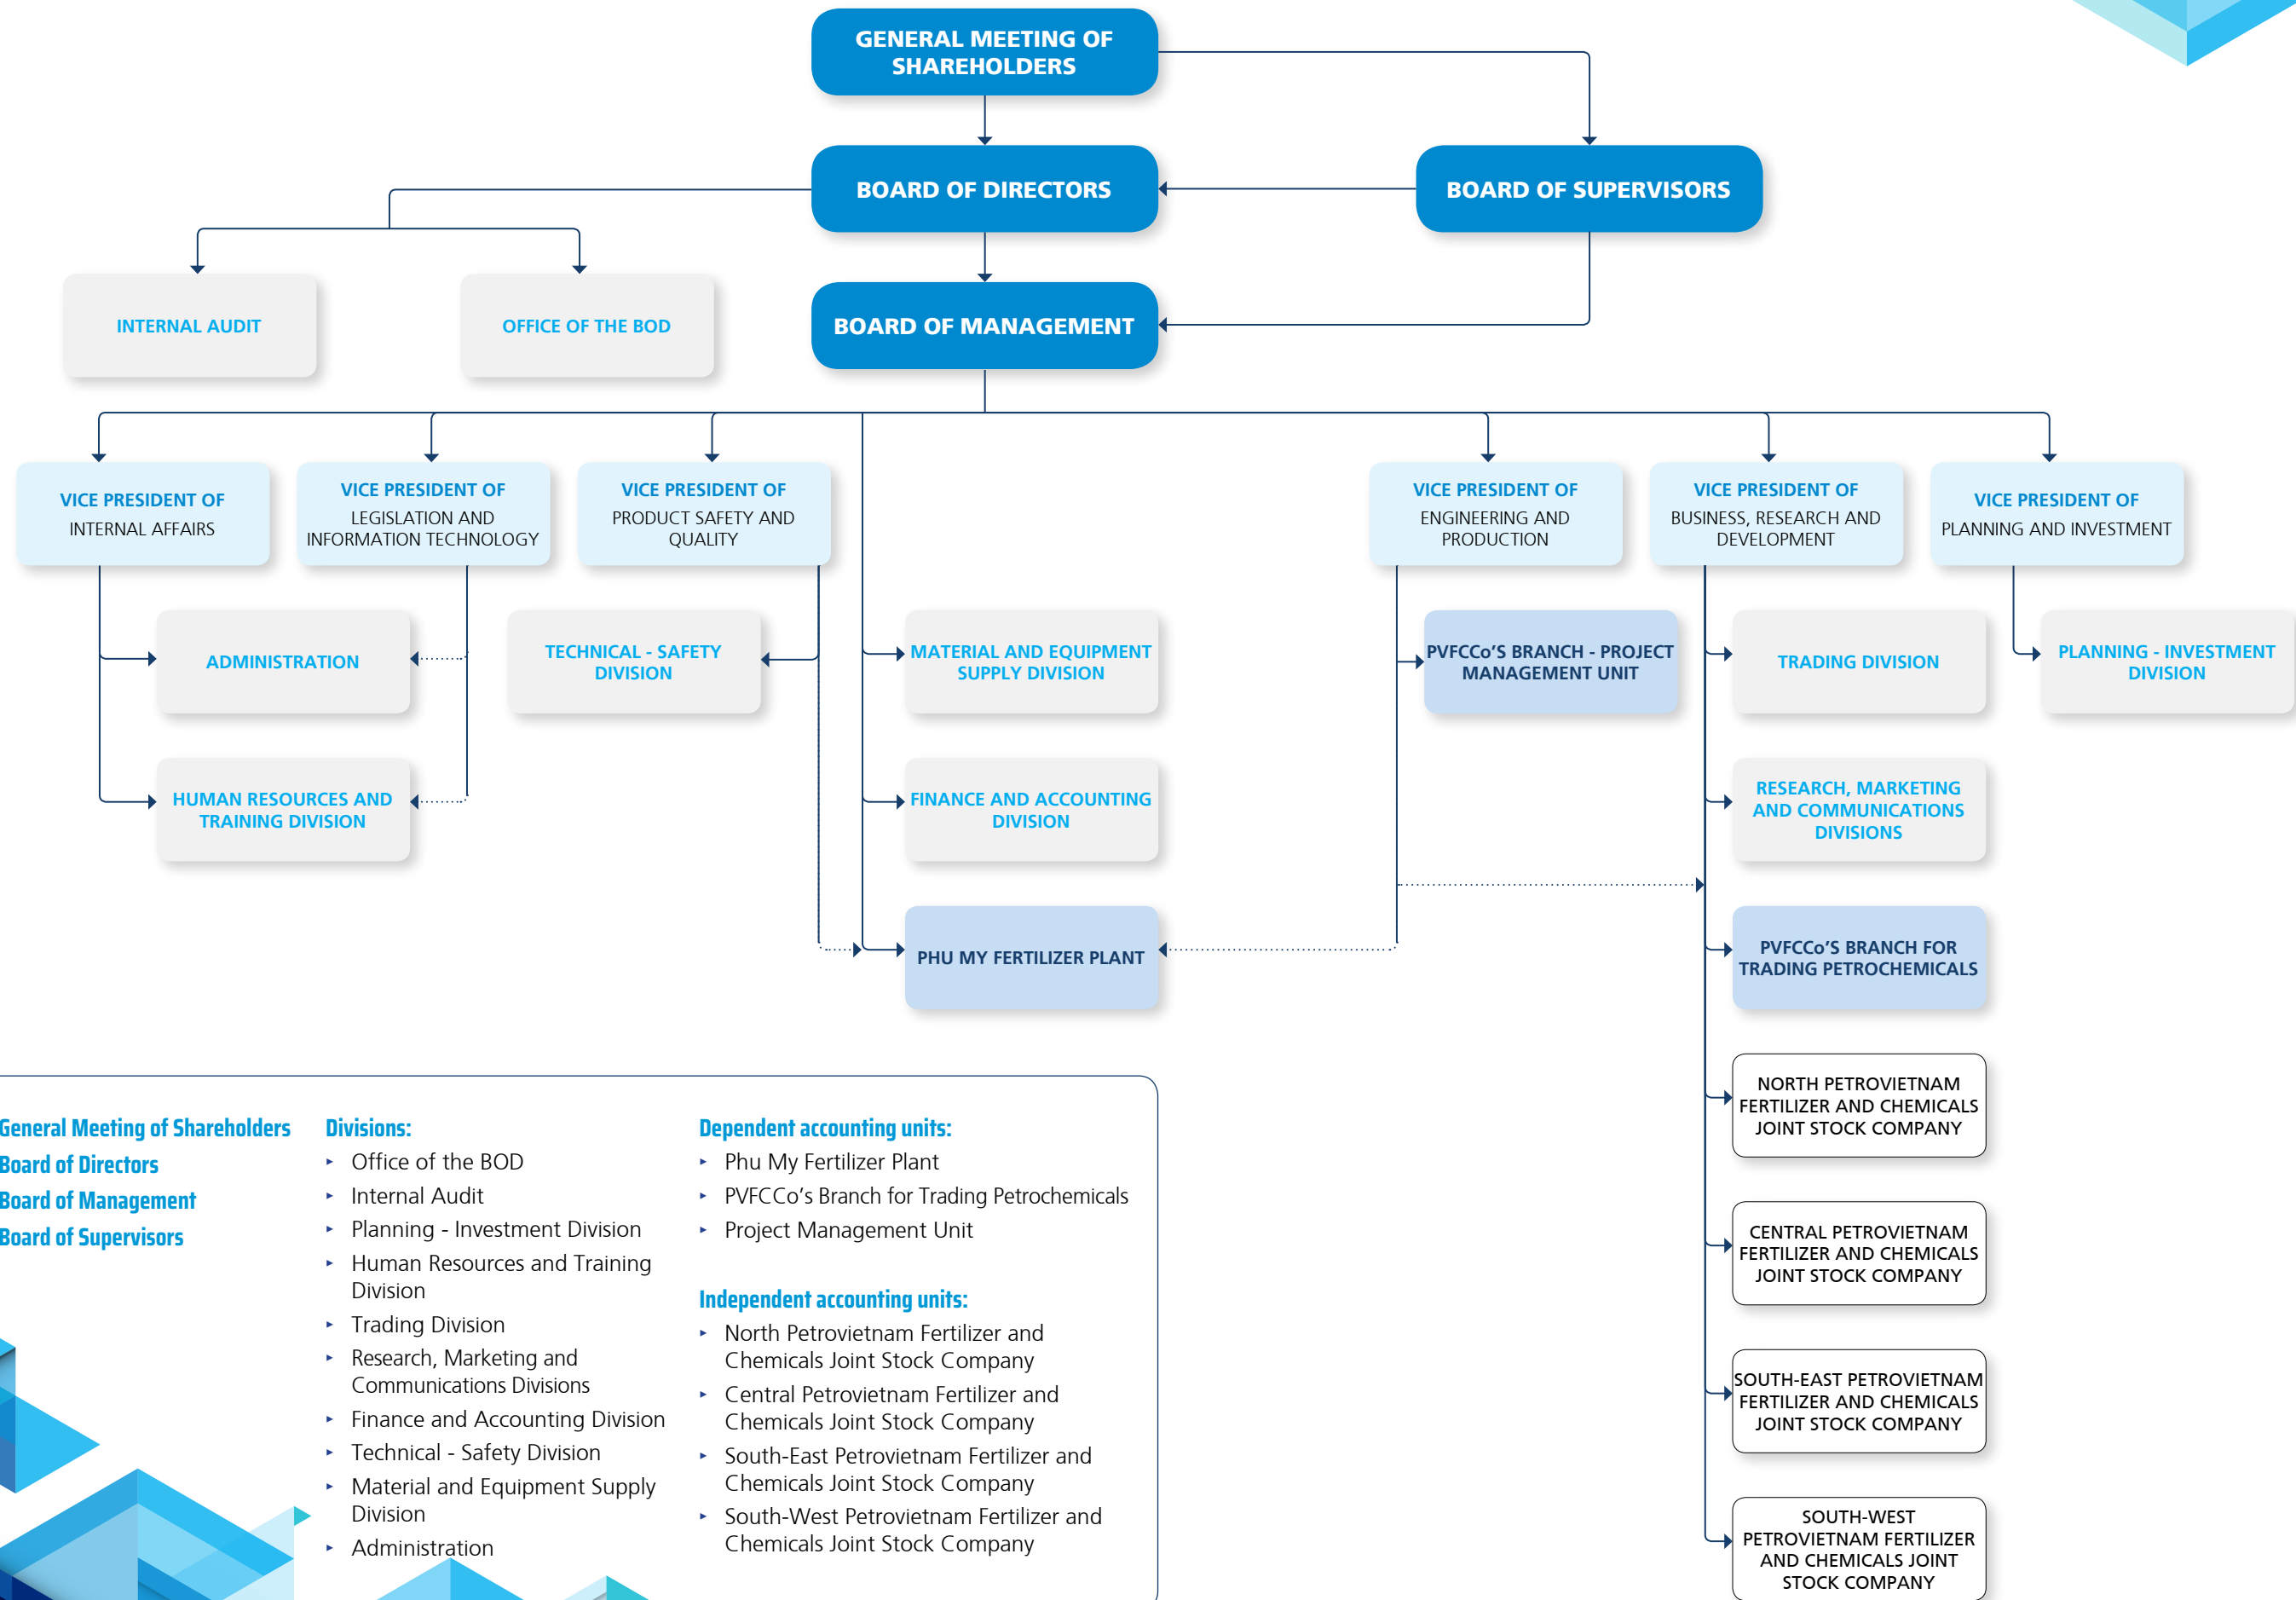 GENERAL MEETING OF
SHAREHOLDERS
BOARD OF DIRECTORS
BOARD OF SUPERVISORS
INTERNAL AUDIT
OFFICE OF THE BOD
BOARD OF MANAGEMENT
VICE PRESIDENT OF
INTERNAL AFFAIRS
VICE PRESIDENT OF
LEGISLATION AND
INFORMATION TECHNOLOGY
VICE PRESIDENT OF
PRODUCT SAFETY AND
QUALITY
VICE PRESIDENT OF
ENGINEERING AND
PRODUCTION
VICE PRESIDENT OF
BUSINESS, RESEARCH AND
DEVELOPMENT
VICE PRESIDENT OF
PLANNING AND INVESTMENT
ADMINISTRATION
TECHNICAL - SAFETY
DIVISION
MATERIAL AND EQUIPMENT
SUPPLY DIVISION
PVFCCo'S BRANCH - PROJECT
MANAGEMENT UNIT
TRADING DIVISION
PLANNING - INVESTMENT
DIVISION
HUMAN RESOURCES AND
TRAINING DIVISION
FINANCE AND ACCOUNTING
DIVISION
RESEARCH, MARKETING
AND COMMUNICATIONS
DIVISIONS
PHU MY FERTILIZER PLANT
PVFCCo'S BRANCH FOR
TRADING PETROCHEMICALS
NORTH PETROVIETNAM
FERTILIZER AND CHEMICALS
JOINT STOCK COMPANY
CENTRAL PETROVIETNAM
FERTILIZER AND CHEMICALS
JOINT STOCK COMPANY
SOUTH-EAST PETROVIETNAM
FERTILIZER AND CHEMICALS
JOINT STOCK COMPANY
SOUTH-WEST
PETROVIETNAM FERTILIZER
AND CHEMICALS JOINT
STOCK COMPANY
General Meeting of Shareholders
Board of Directors
Board of Management
Board of Supervisors
Divisions:
‣ Office of the BOD
‣ Internal Audit
‣ Planning - Investment Division
‣ Human Resources and Training
Division
‣ Trading Division
‣ Research, Marketing and
Communications Divisions
‣ Finance and Accounting Division
‣ Technical - Safety Division
‣ Material and Equipment Supply
Division
‣ Administration
Dependent accounting units:
‣ Phu My Fertilizer Plant
‣ PVFCCo's Branch for Trading Petrochemicals
‣ Project Management Unit
Independent accounting units:
‣ North Petrovietnam Fertilizer and
Chemicals Joint Stock Company
‣ Central Petrovietnam Fertilizer and
Chemicals Joint Stock Company
‣ South-East Petrovietnam Fertilizer and
Chemicals Joint Stock Company
‣ South-West Petrovietnam Fertilizer and
Chemicals Joint Stock Company